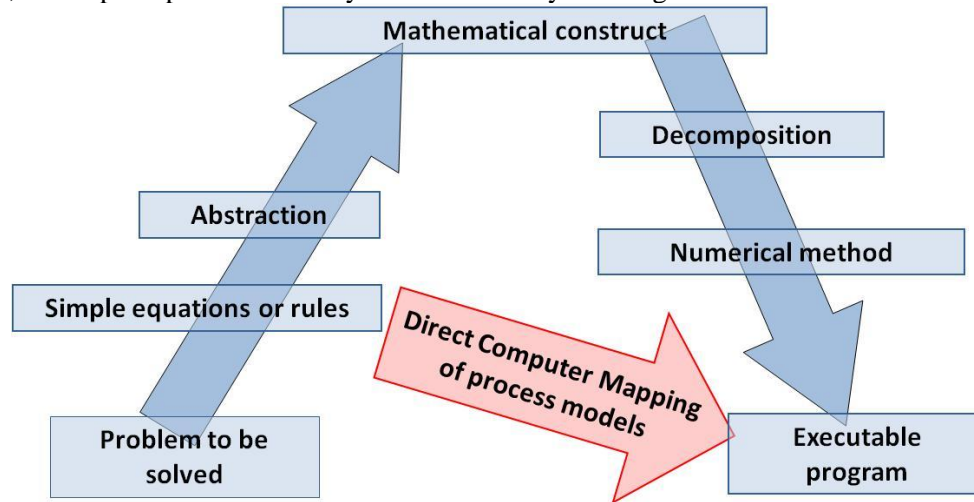 Mathematical construct
Decomposition
Abstraction
Numerical method
Simple equations or rules
Direct Computer Mapping
of process models
Problem to be
solved
Executable
program